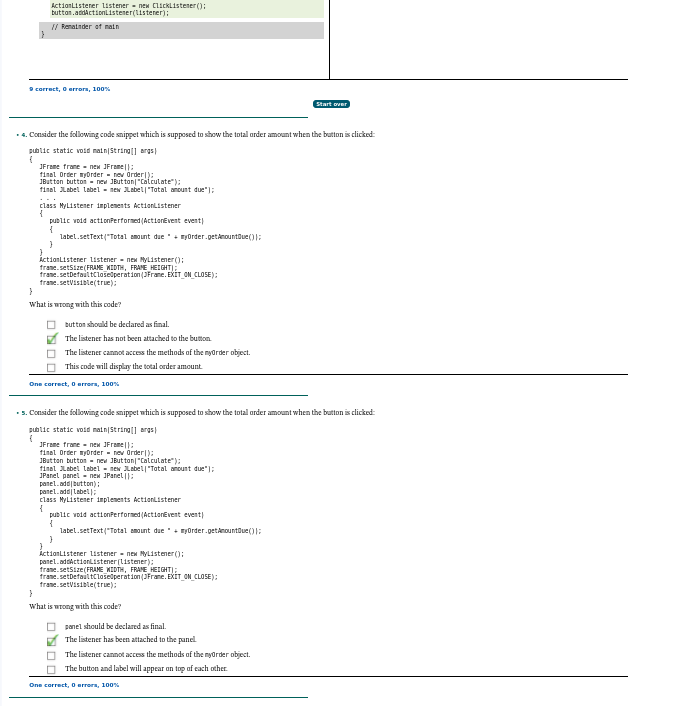 ActionListener listener = new ClickListener();
button.addActionListener(listener);
// Remainder of main
}
9 correct, 0 errors, 100%
Start over
• 4. Consider the following code snippet which is supposed to show the total order amount when the button is clicked:
public static void main(String[] args)
{
JFrame frame = new JFrame();
final Order myOrder = new Order();
JButton button = new JButton("Calculate");
final JLabel label = new JLabel("Total amount due");
. . .
class MyListener implements ActionListener
{
public void actionPerformed(ActionEvent event)
{
label.setText("Total amount due " + myOrder.getAmountDue());
}
}
ActionListener listener = new MyListener();
frame.setSize(FRAME_WIDTH, FRAME_HEIGHT);
frame.setDefaultCloseOperation(JFrame.EXIT_ON_CLOSE);
frame.setVisible(true);
}
What is wrong with this code?
button should be declared as final.
The listener has not been attached to the button.
The listener cannot access the methods of the myOrder object.
This code will display the total order amount.
One correct, 0 errors, 100%
• 5. Consider the following code snippet which is supposed to show the total order amount when the button is clicked:
public static void main(String[] args)
{
JFrame frame = new JFrame();
final Order myOrder = new Order();
JButton button = new JButton("Calculate");
final JLabel label = new JLabel("Total amount due");
JPanel panel = new JPanel();
panel.add(button);
panel.add(label);
class MyListener implements ActionListener
{
public void actionPerformed(ActionEvent event)
{
label.setText("Total amount due " + myOrder.getAmountDue());
}
}
ActionListener listener = new MyListener();
panel.addActionListener(listener);
frame.setSize(FRAME_WIDTH, FRAME_HEIGHT);
frame.setDefaultCloseOperation(JFrame.EXIT_ON_CLOSE);
frame.setVisible(true);
}
What is wrong with this code?
panel should be declared as final.
The listener has been attached to the panel.
The listener cannot access the methods of the myOrder object.
The button and label will appear on top of each other.
One correct, 0 errors, 100%